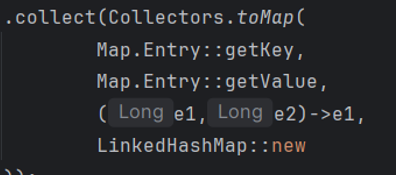 .collect(Collectors.toMap(
Map.Entry::getKey,
Map.Entry::getValue,
(Long e1,Long e2)->e1,
LinkedHashMap::new
));